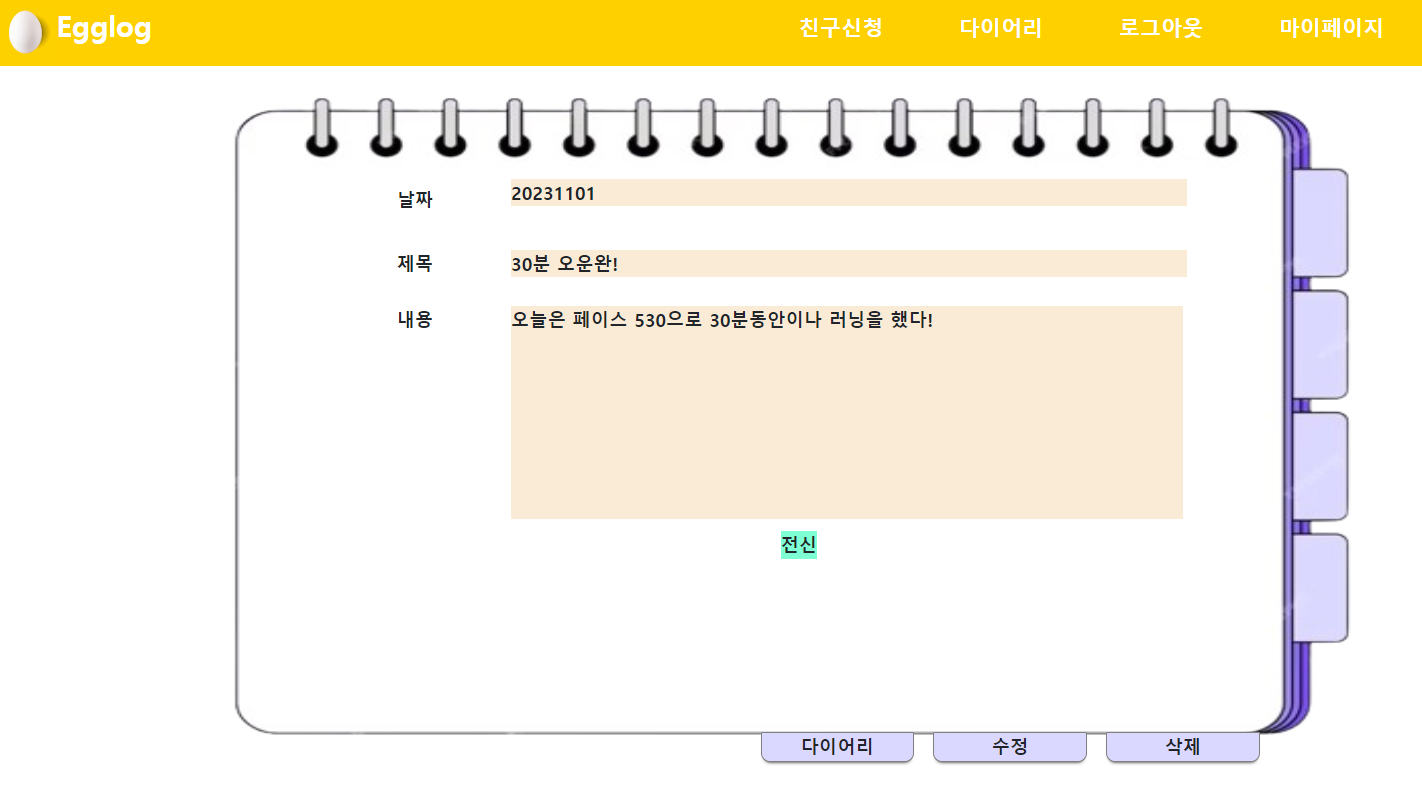 Egglog
친구신청 다이어리 로그아웃 마이페이지
날짜 20231101
제목 30분 오운완!
내용 오늘은 페이스 530으로 30분동안이나 러닝을 했다!
전신
다이어리 수정 삭제